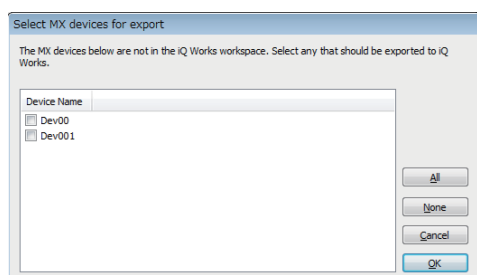 Select MX devices for export
The MX devices below are not in the iQ Works workspace. Select any that should be exported to iQ
Works.
Device Name
Dev00
Dev001
All
None
Cancel
OK